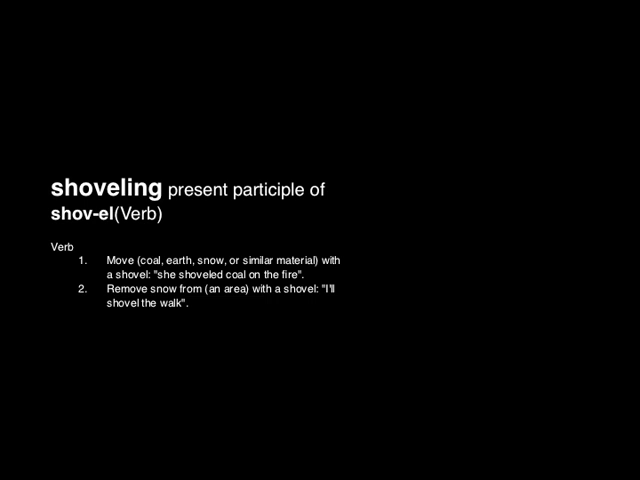 shoveling present participle of
shov-el(Verb)
Verb
1. Move (coal, earth, snow, or similar material) with
a shovel: "she shoveled coal on the fire".
2. Remove snow from (an area) with a shovel: "I'll
shovel the walk".